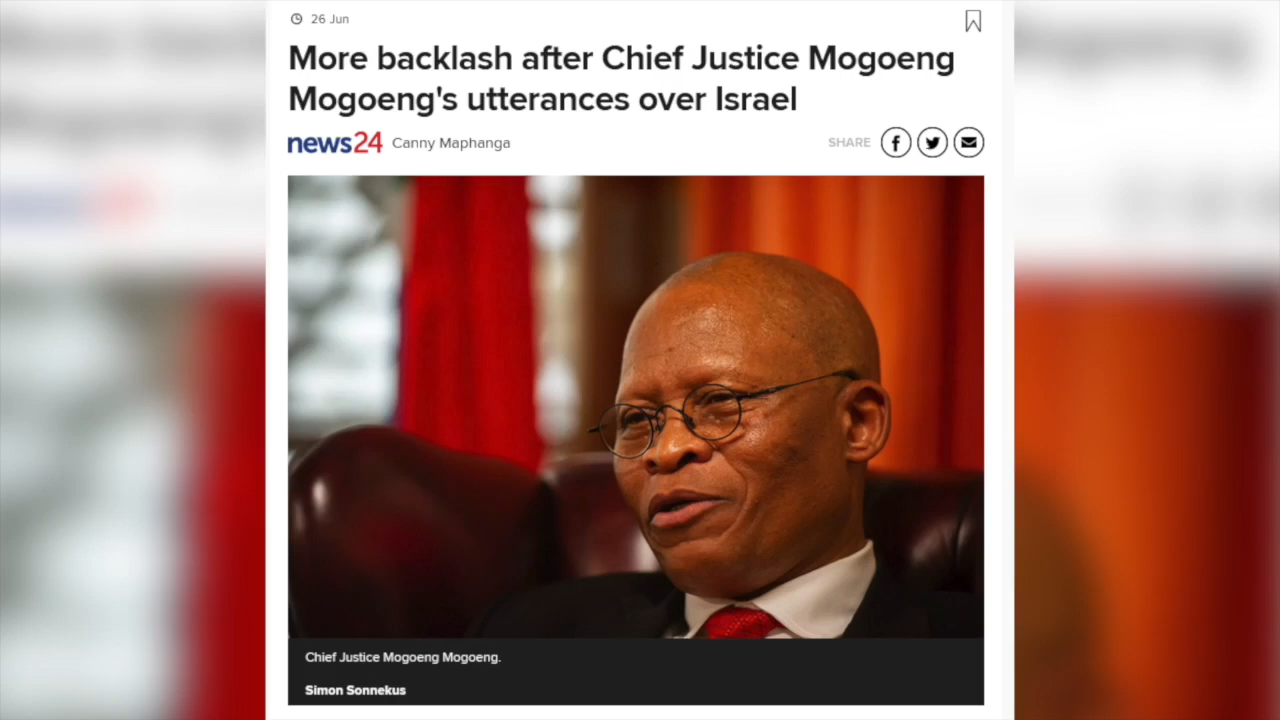 26 Jun
More backlash after Chief Justice Mogoeng
Mogoeng's utterances over Israel
news24 Canny Maphanga SHARE
Chief Justice Mogoeng Mogoeng.
Simon Sonnekus